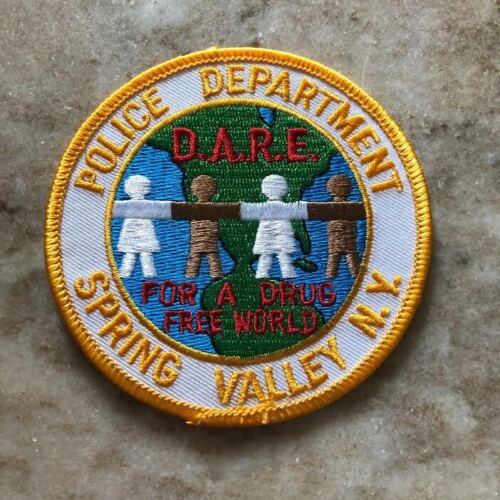 POLICE DEPARTMENT
D.A.R.E.
FOR A DRUG
FREE WORLD
SPRING VALLEY N.Y.